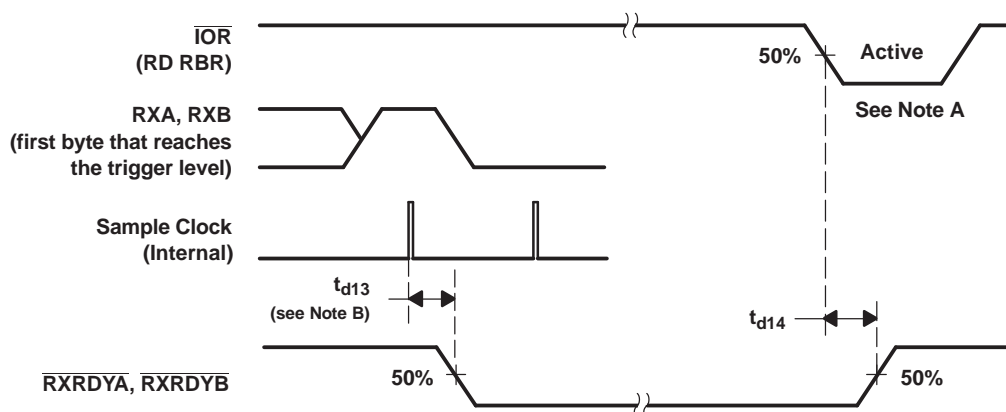 IOR
(RD RBR)
50%
Active
See Note A
RXA, RXB
(first byte that reaches
the trigger level)
Sample Clock
(Internal)
td13
(see Note B)
td14
RXRDYA, RXRDYB
50%
50%